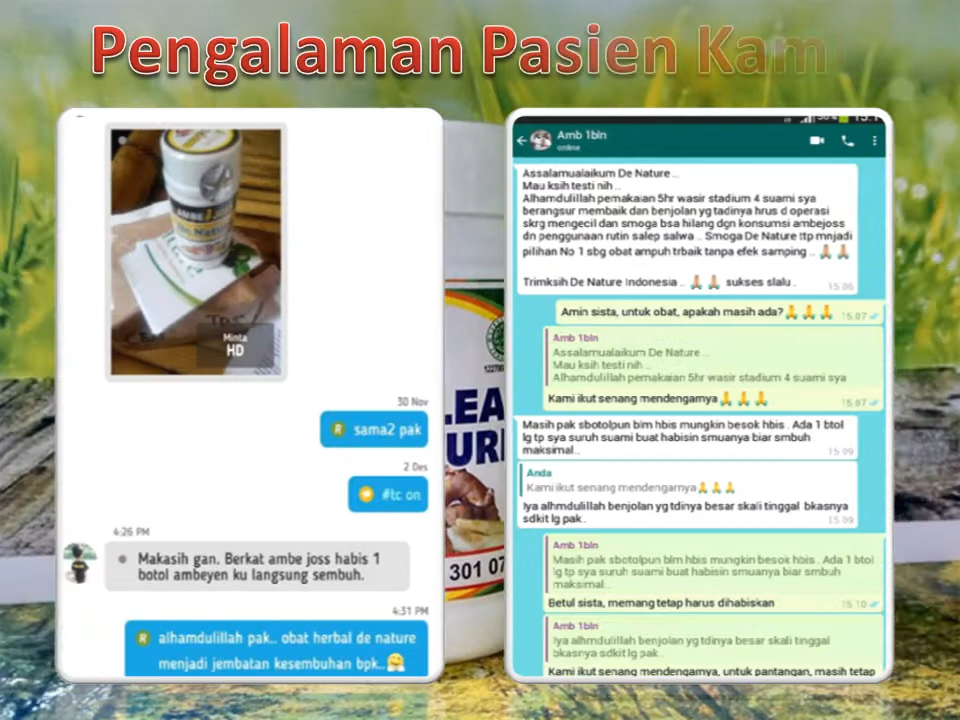 Pengalaman Pasien Kam
AMBE
Minta
HD
30 Nov
R sama2 pak
2 Des
#tc on
4:26 PM
Makasih gan. Berkat ambe joss habis 1
botol ambeyen ku langsung sembuh.
4:31 PM
R alhamdulillah pak.. obat herbal de nature
menjadi jembatan kesembuhan bpk..🤗
LEA
URI
301 07
Amb 1bln
online
Assalamualaikum De Nature ..
Mau ksih testi nih ..
Alhamdulillah pemakaian 5hr wasir stadium 4 suami sya
berangsur membaik dan benjolan yg tadinya hrus d operasi
skrg mengecil dan smoga bsa hilang dgn konsumsi ambejoss
dn penggunaan rutin salep salwa .. Smoga De Nature ttp mnjadi
pilihan No 1 sbg obat ampuh trbaik tanpa efek samping .. 🙏 🙏
Trimksih De Nature Indonesia .. 🙏 🙏 sukses slalu .
15.06
Amin sista, untuk obat, apakah masih ada?🙏 🙏 🙏 15.07
Amb 1bln
Assalamualaikum De Nature ..
Mau ksih testi nih ..
Alhamdulillah pemakaian 5hr wasir stadium 4 suami sya
Kami ikut senang mendengarnya🙏 🙏 🙏 15.07
Masih pak sbotolpun blm hbis mungkin besok hbis . Ada 1 btol
lg tp sya suruh suami buat habisin smuanya biar smbuh
maksimal.. 15.09
Anda
Kami ikut senang mendengarnya🙏🙏🙏
Iya alhmdulillah benjolan yg tdinya besar skali tinggal bkasnya
sdkit lg pak . 15.09
Amb 1bln
Masih pak sbotolpun blm hbis mungkin besok hbis . Ada 1 btol
lg tp sya suruh suami buat habisin smuanya biar smbuh
maksimal..
Betul sista, memang tetap harus dihabiskan 15.10
Amb 1bln
Iya alhmdulillah benjolan yg tdinya besar skali tinggal
bkasnya sdkit lg pak .
Kami ikut senang mendengarnya, untuk pantangan, masih tetap